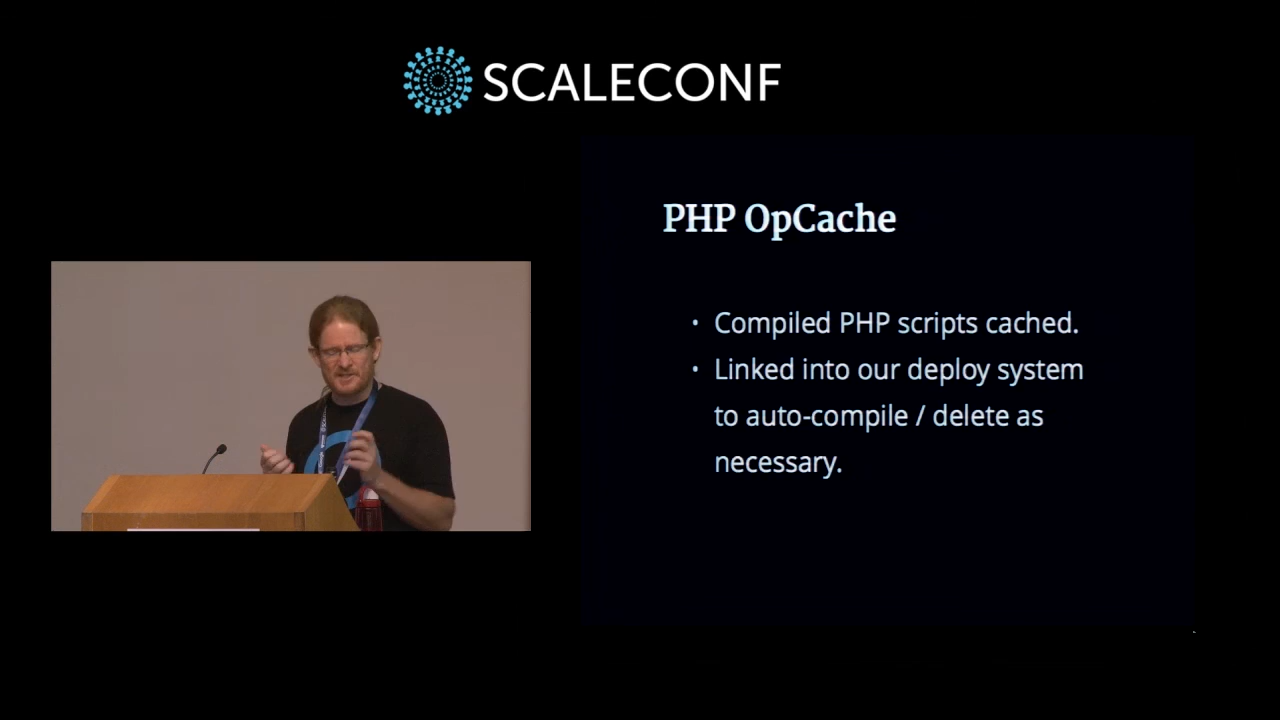 SCALECONF
PHP OpCache
• Compiled PHP scripts cached.
• Linked into our deploy system
to auto-compile / delete as
necessary.